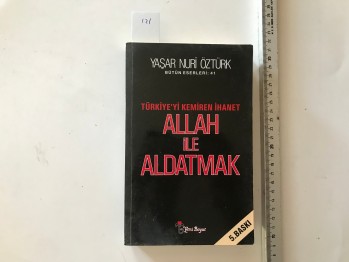 171
YAŞAR NURİ ÖZTÜRK
BÜTÜN ESERLERİ: 41
TÜRKİYE'Yİ KEMİREN İHANET
ALLAH
İLE
ALDATMAK
Yeni Boyut
5. BASKI